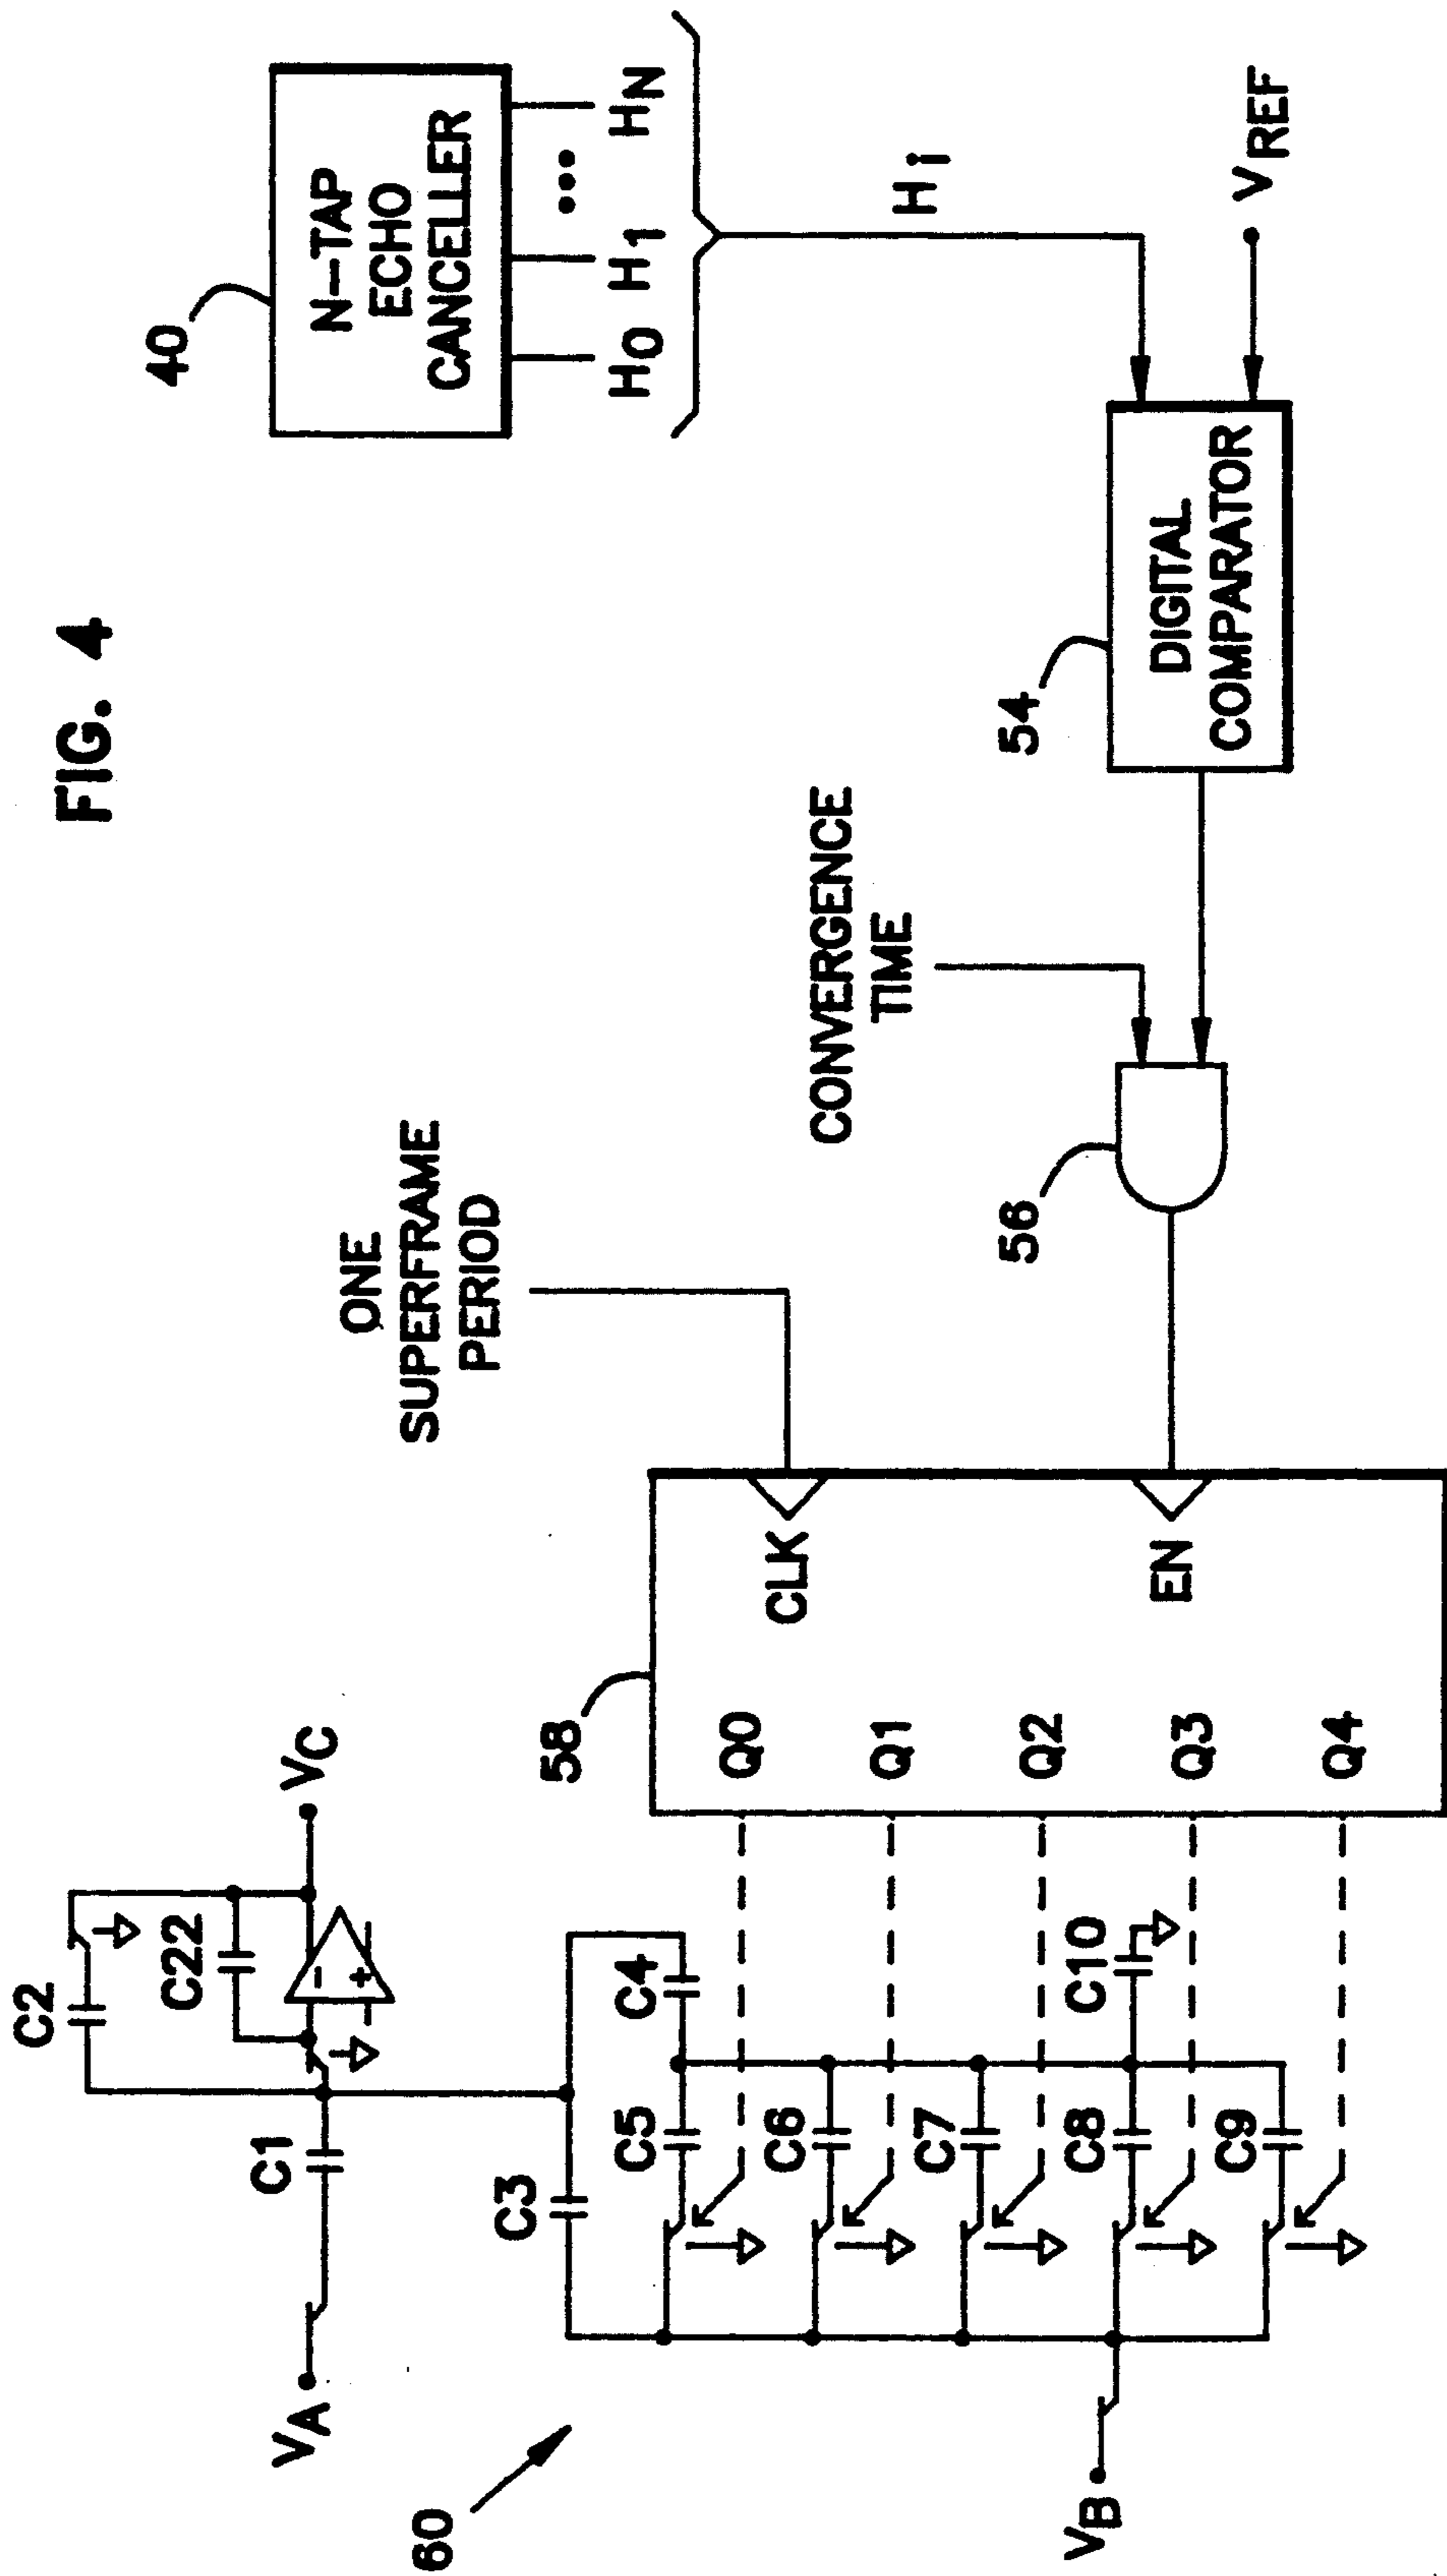 FIG. 4
60
VA
C1
C2
C22
-
+
VC
C3
C4
C5
C6
C7
C8
C9
C10
VB
58
Q0
Q1
Q2
Q3
Q4
CLK
EN
ONE
SUPERFRAME
PERIOD
56
CONVERGENCE
TIME
54
DIGITAL
COMPARATOR
40
N-TAP
ECHO
CANCELLER
H0 H1 ••• HN
Hi
VREF